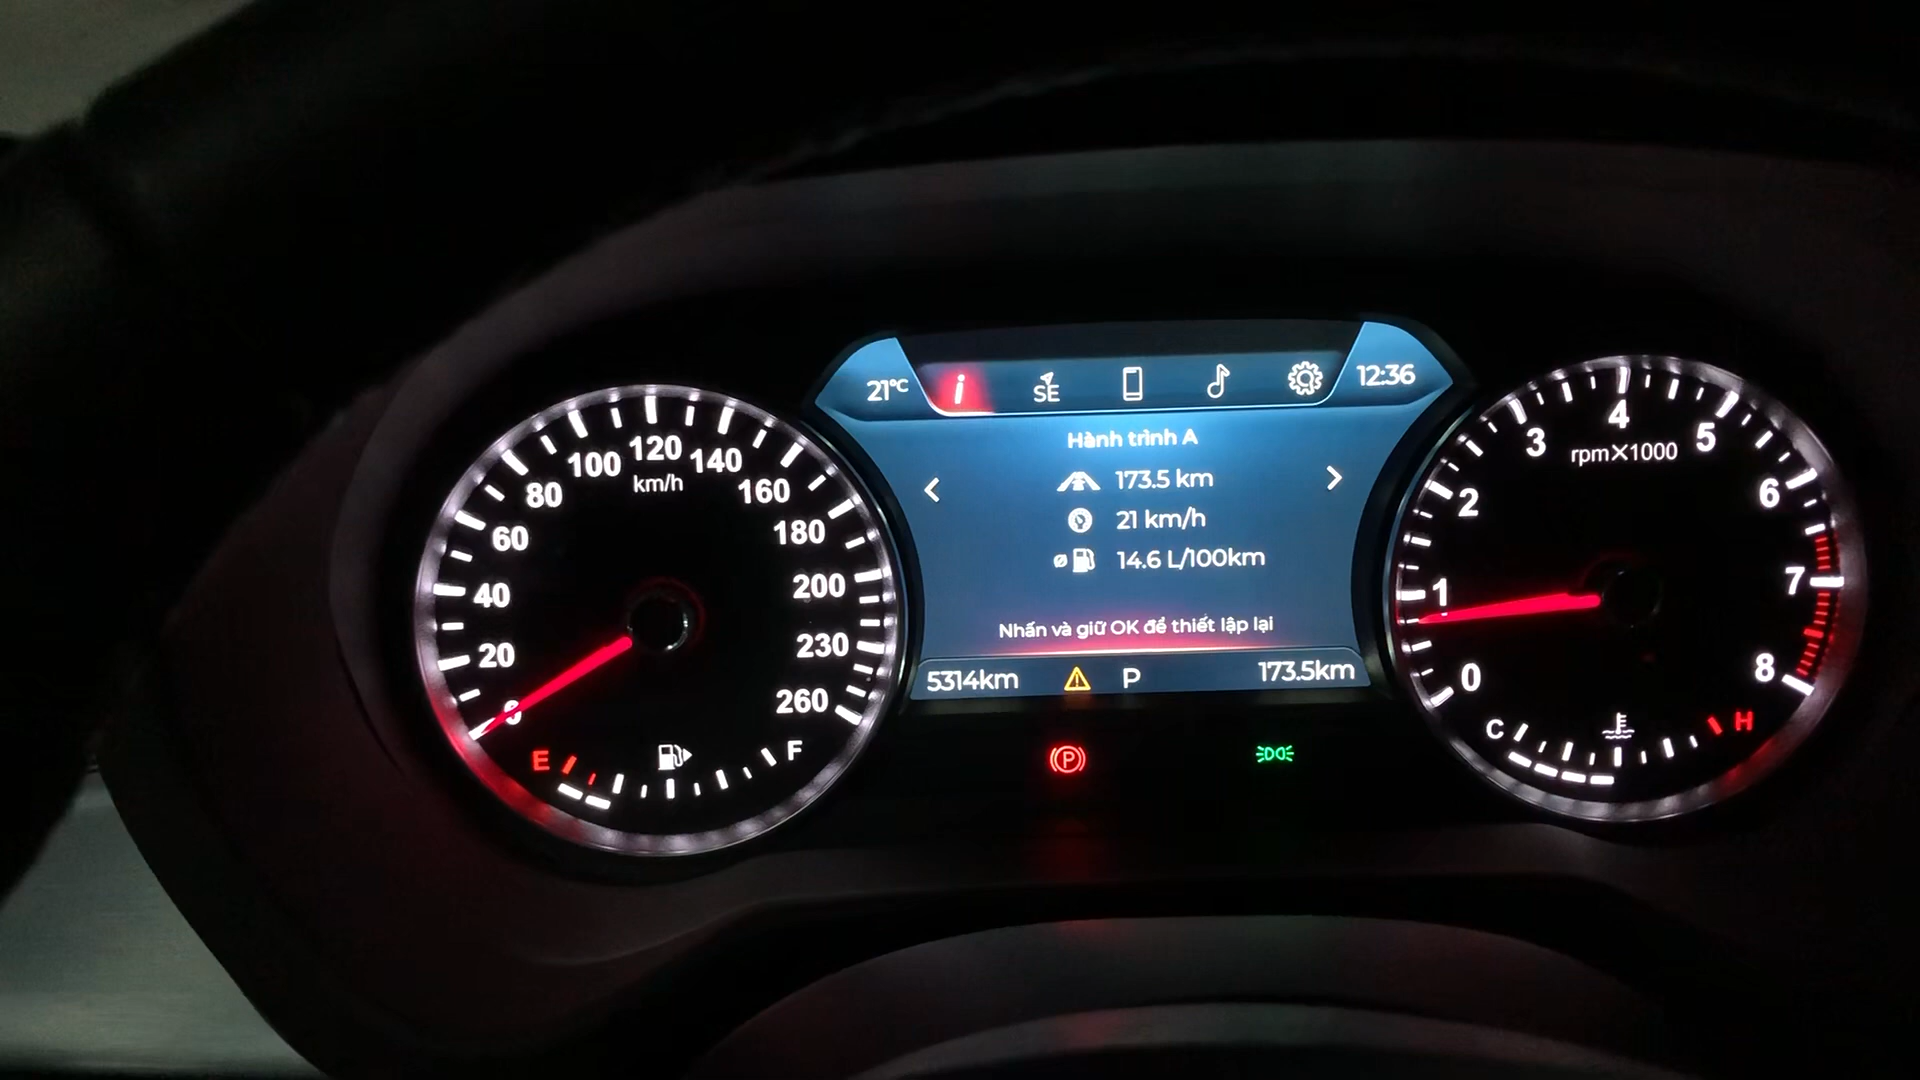 21°C i SE 12:36
Hành trình A
173.5 km
21 km/h
ø 14.6 L/100km
Nhấn và giữ OK để thiết lập lại
5314km P 173.5km
0 20 40 60 80 100 120 140 160 180 200 230 260
km/h
E F
P
0 1 2 3 4 5 6 7 8
rpm×1000
C H